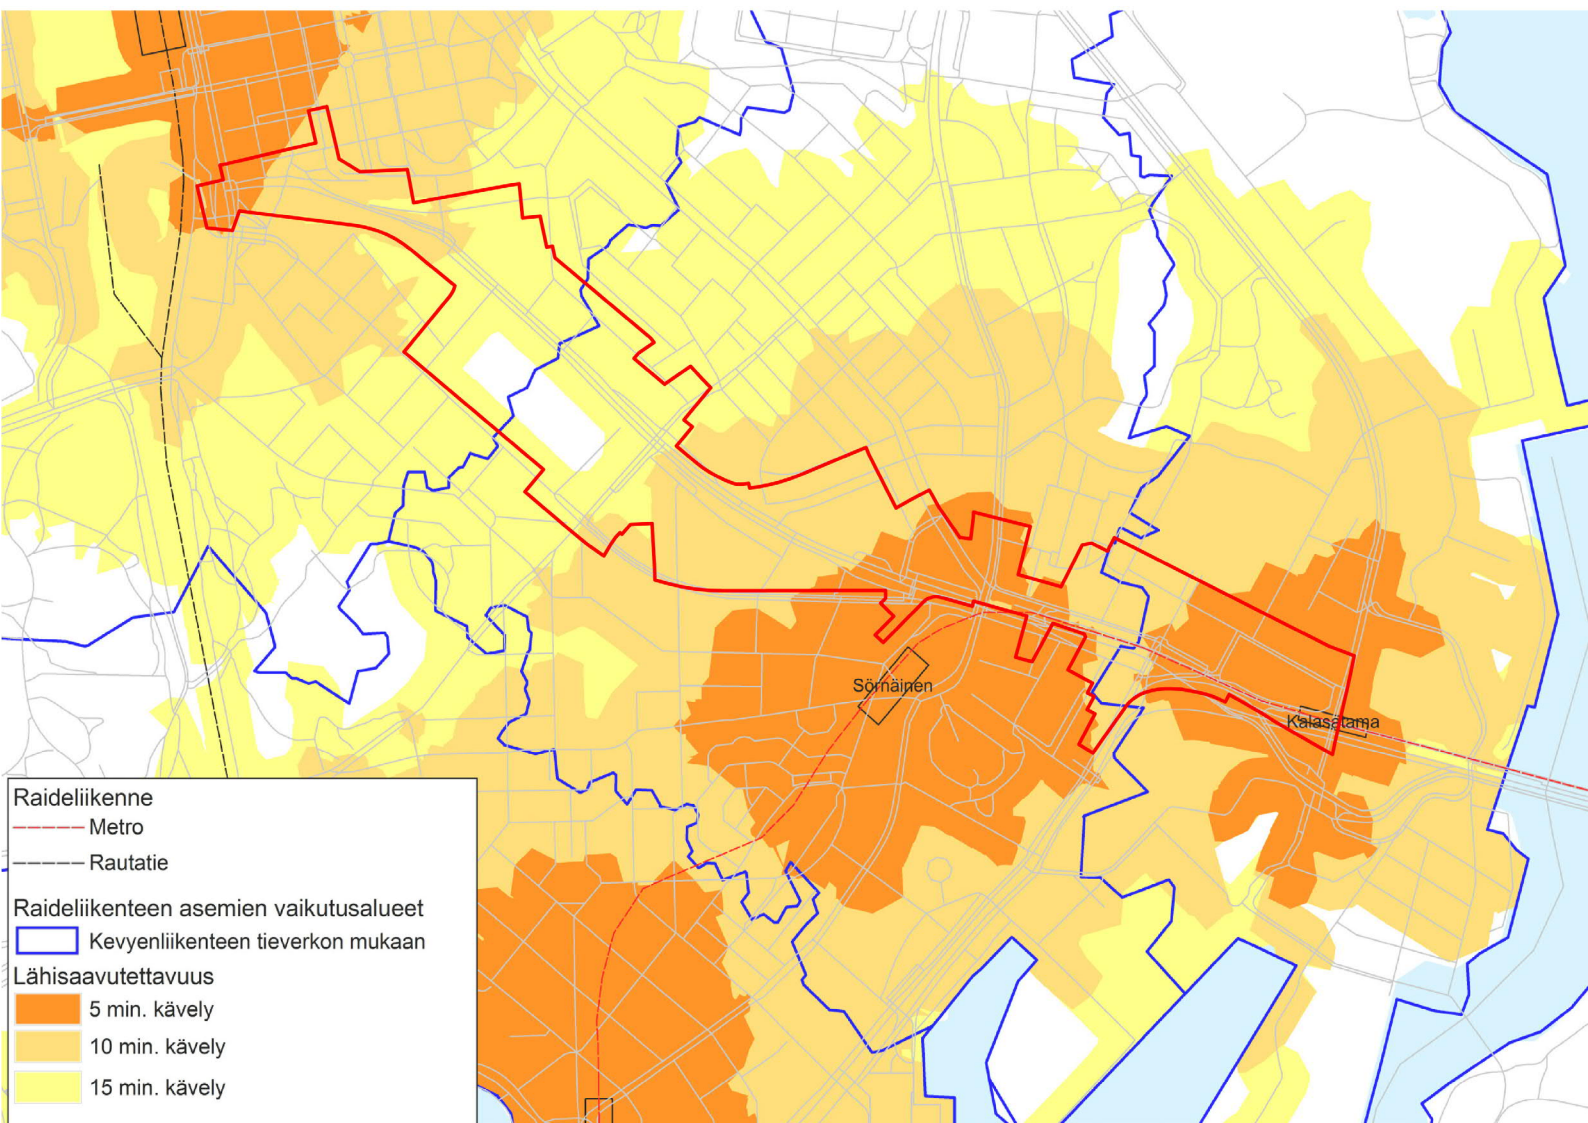 Sörnäinen
Kalasatama
Raideliikenne
Metro
Rautatie
Raideliikenteen asemien vaikutusalueet
Kevyenliikenteen tieverkon mukaan
Lähisaavutettavuus
5 min. kävely
10 min. kävely
15 min. kävely